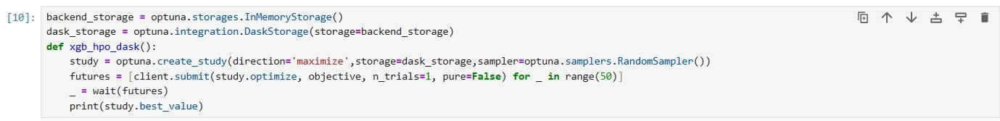 [10]:
backend_storage = optuna.storages.InMemoryStorage()
dask_storage = optuna.integration.DaskStorage(storage=backend_storage)
def xgb_hpo_dask():
    study = optuna.create_study(direction='maximize',storage=dask_storage,sampler=optuna.samplers.RandomSampler())
    futures = [client.submit(study.optimize, objective, n_trials=1, pure=False) for _ in range(50)]
    _ = wait(futures)
    print(study.best_value)